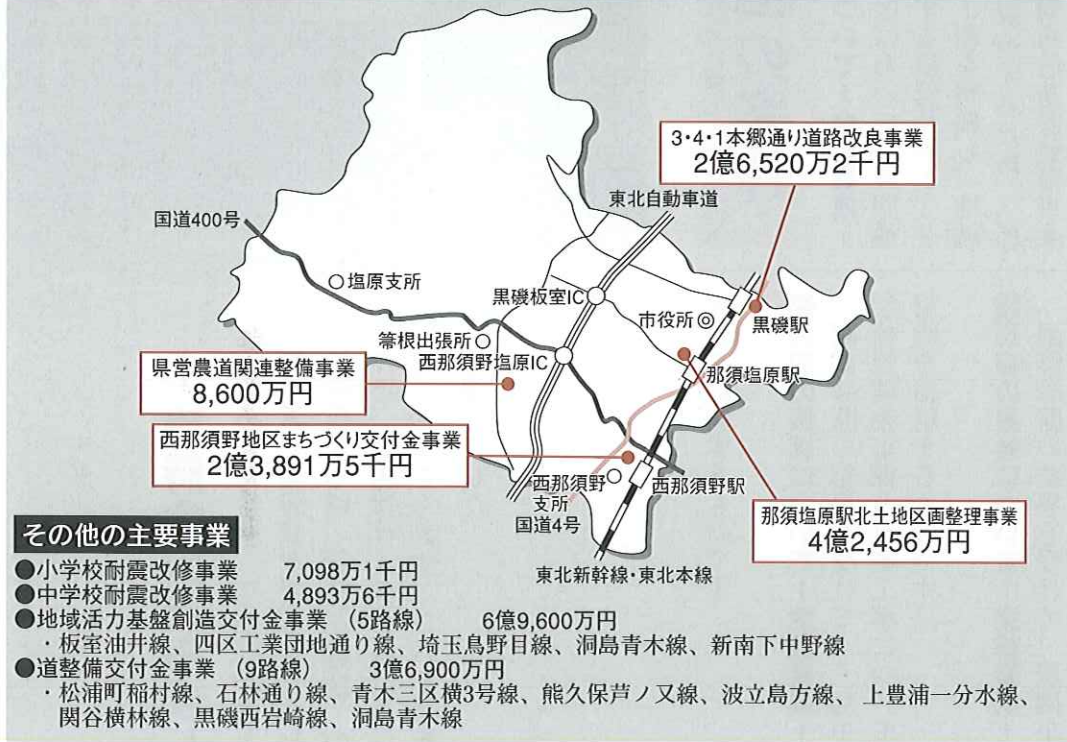 3・4・1本郷通り道路改良事業
2億6,520万2千円
東北自動車道
国道400号
塩原支所
黒磯板室IC
市役所
黒磯駅
箒根出張所
西那須野塩原IC
那須塩原駅
県営農道関連整備事業
8,600万円
西那須野地区まちづくり交付金事業
2億3,891万5千円
西那須野
支所
西那須野駅
国道4号
那須塩原駅北土地区画整理事業
4億2,456万円
東北新幹線・東北本線
その他の主要事業
●小学校耐震改修事業 7,098万1千円
●中学校耐震改修事業 4,893万6千円
●地域活力基盤創造交付金事業 (5路線) 6億9,600万円
・板室油井線、四区工業団地通り線、埼玉鳥野目線、洞島青木線、新南下中野線
●道整備交付金事業 (9路線) 3億6,900万円
・松浦町稲村線、石林通り線、青木三区横3号線、熊久保芦ノ又線、波立島方線、上豊浦一分水線、
関谷横林線、黒磯西岩崎線、洞島青木線